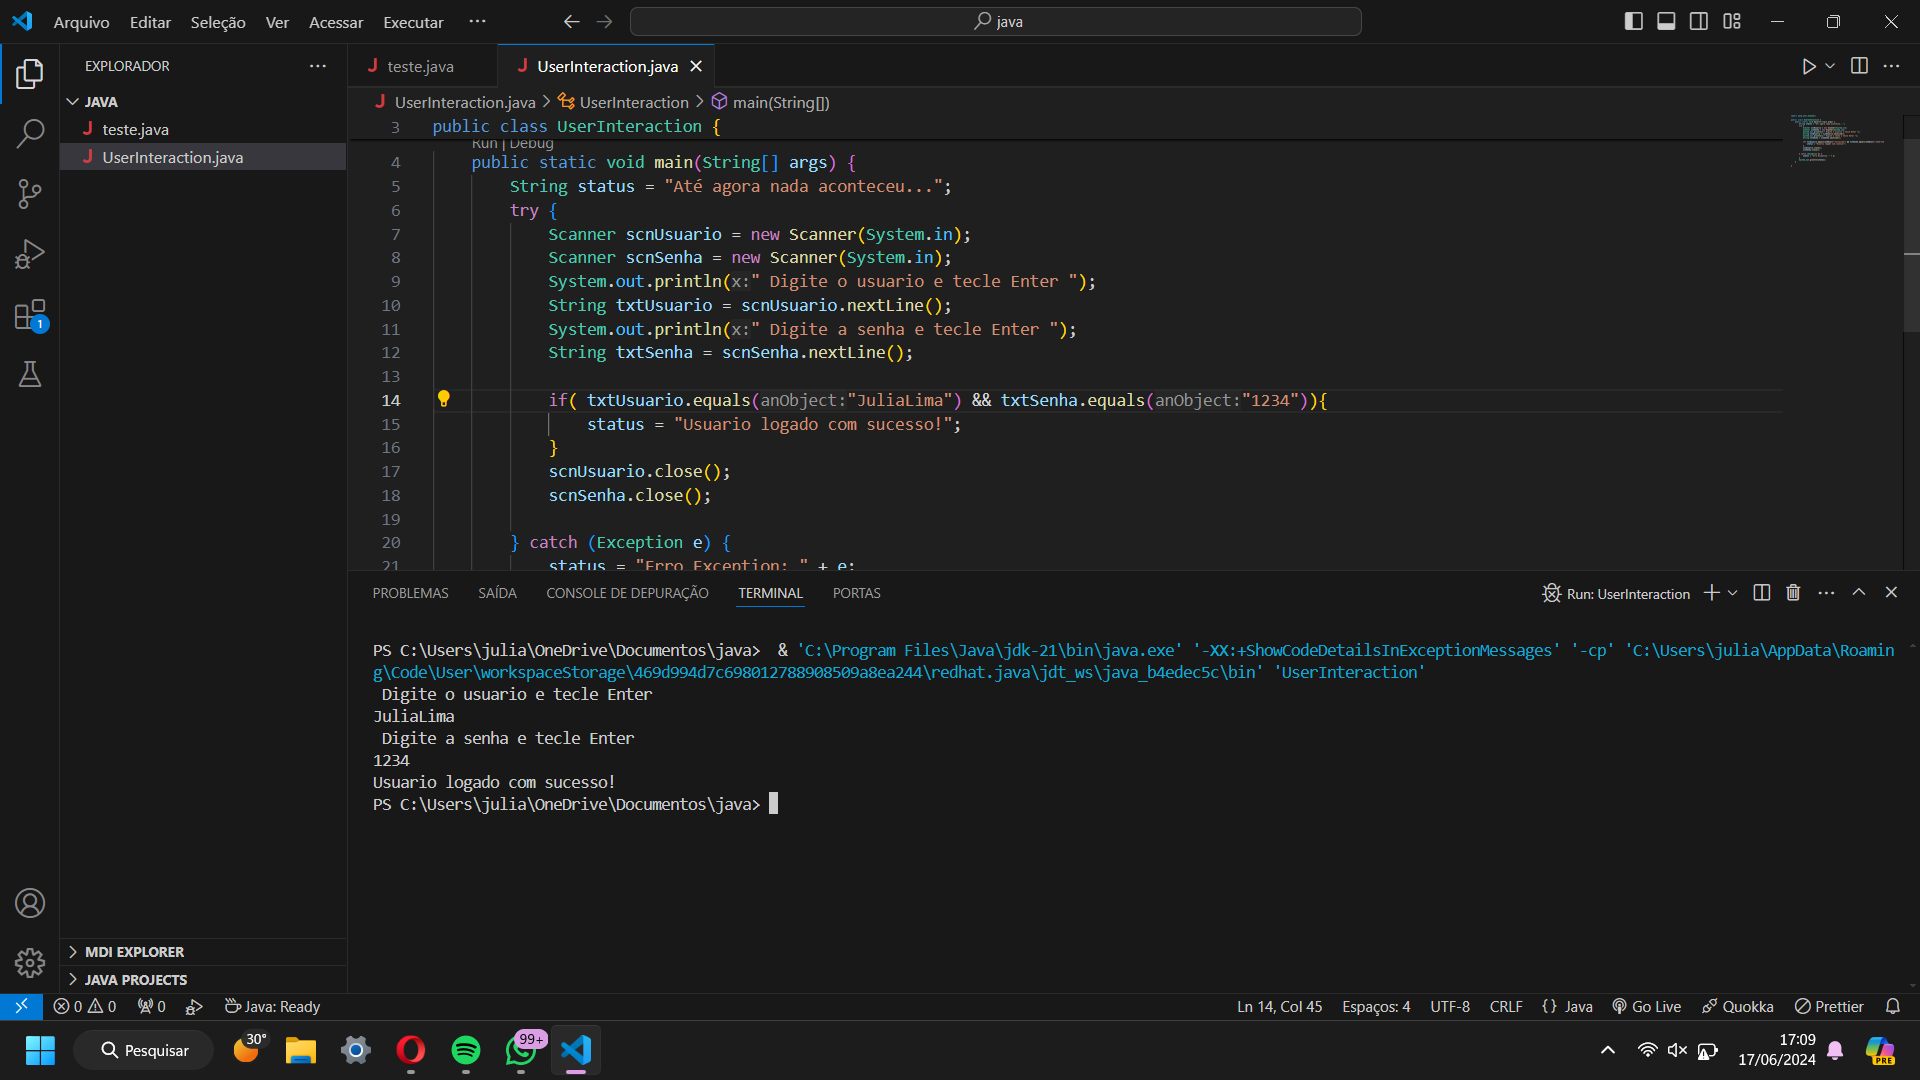 Arquivo Editar Seleção Ver Acessar Executar ··· java
EXPLORADOR ···
JAVA
teste.java
UserInteraction.java
MDI EXPLORER
JAVA PROJECTS
teste.java UserInteraction.java
UserInteraction.java > UserInteraction > main(String[])
3 public class UserInteraction {
Run | Debug
4 public static void main(String[] args) {
5 String status = "Até agora nada aconteceu...";
6 try {
7 Scanner scnUsuario = new Scanner(System.in);
8 Scanner scnSenha = new Scanner(System.in);
9 System.out.println(x:" Digite o usuario e tecle Enter ");
10 String txtUsuario = scnUsuario.nextLine();
11 System.out.println(x:" Digite a senha e tecle Enter ");
12 String txtSenha = scnSenha.nextLine();
13
14 if( txtUsuario.equals(anObject:"JuliaLima") && txtSenha.equals(anObject:"1234")){
15 status = "Usuario logado com sucesso!";
16 }
17 scnUsuario.close();
18 scnSenha.close();
19
20 } catch (Exception e) {
21 status = "Erro Exception: " + e;
PROBLEMAS SAÍDA CONSOLE DE DEPURAÇÃO TERMINAL PORTAS Run: UserInteraction ···
PS C:\Users\julia\OneDrive\Documentos\java>  & 'C:\Program Files\Java\jdk-21\bin\java.exe' '-XX:+ShowCodeDetailsInExceptionMessages' '-cp' 'C:\Users\julia\AppData\Roamin
g\Code\User\workspaceStorage\469d994d7c698012788908509a8ea244\redhat.java\jdt_ws\java_b4edec5c\bin' 'UserInteraction'
Digite o usuario e tecle Enter
JuliaLima
Digite a senha e tecle Enter
1234
Usuario logado com sucesso!
PS C:\Users\julia\OneDrive\Documentos\java>
0 0 0 Java: Ready Ln 14, Col 45 Espaços: 4 UTF-8 CRLF {} Java Go Live Quokka Prettier
30° Pesquisar 99+ 17:09
17/06/2024
PRE
1